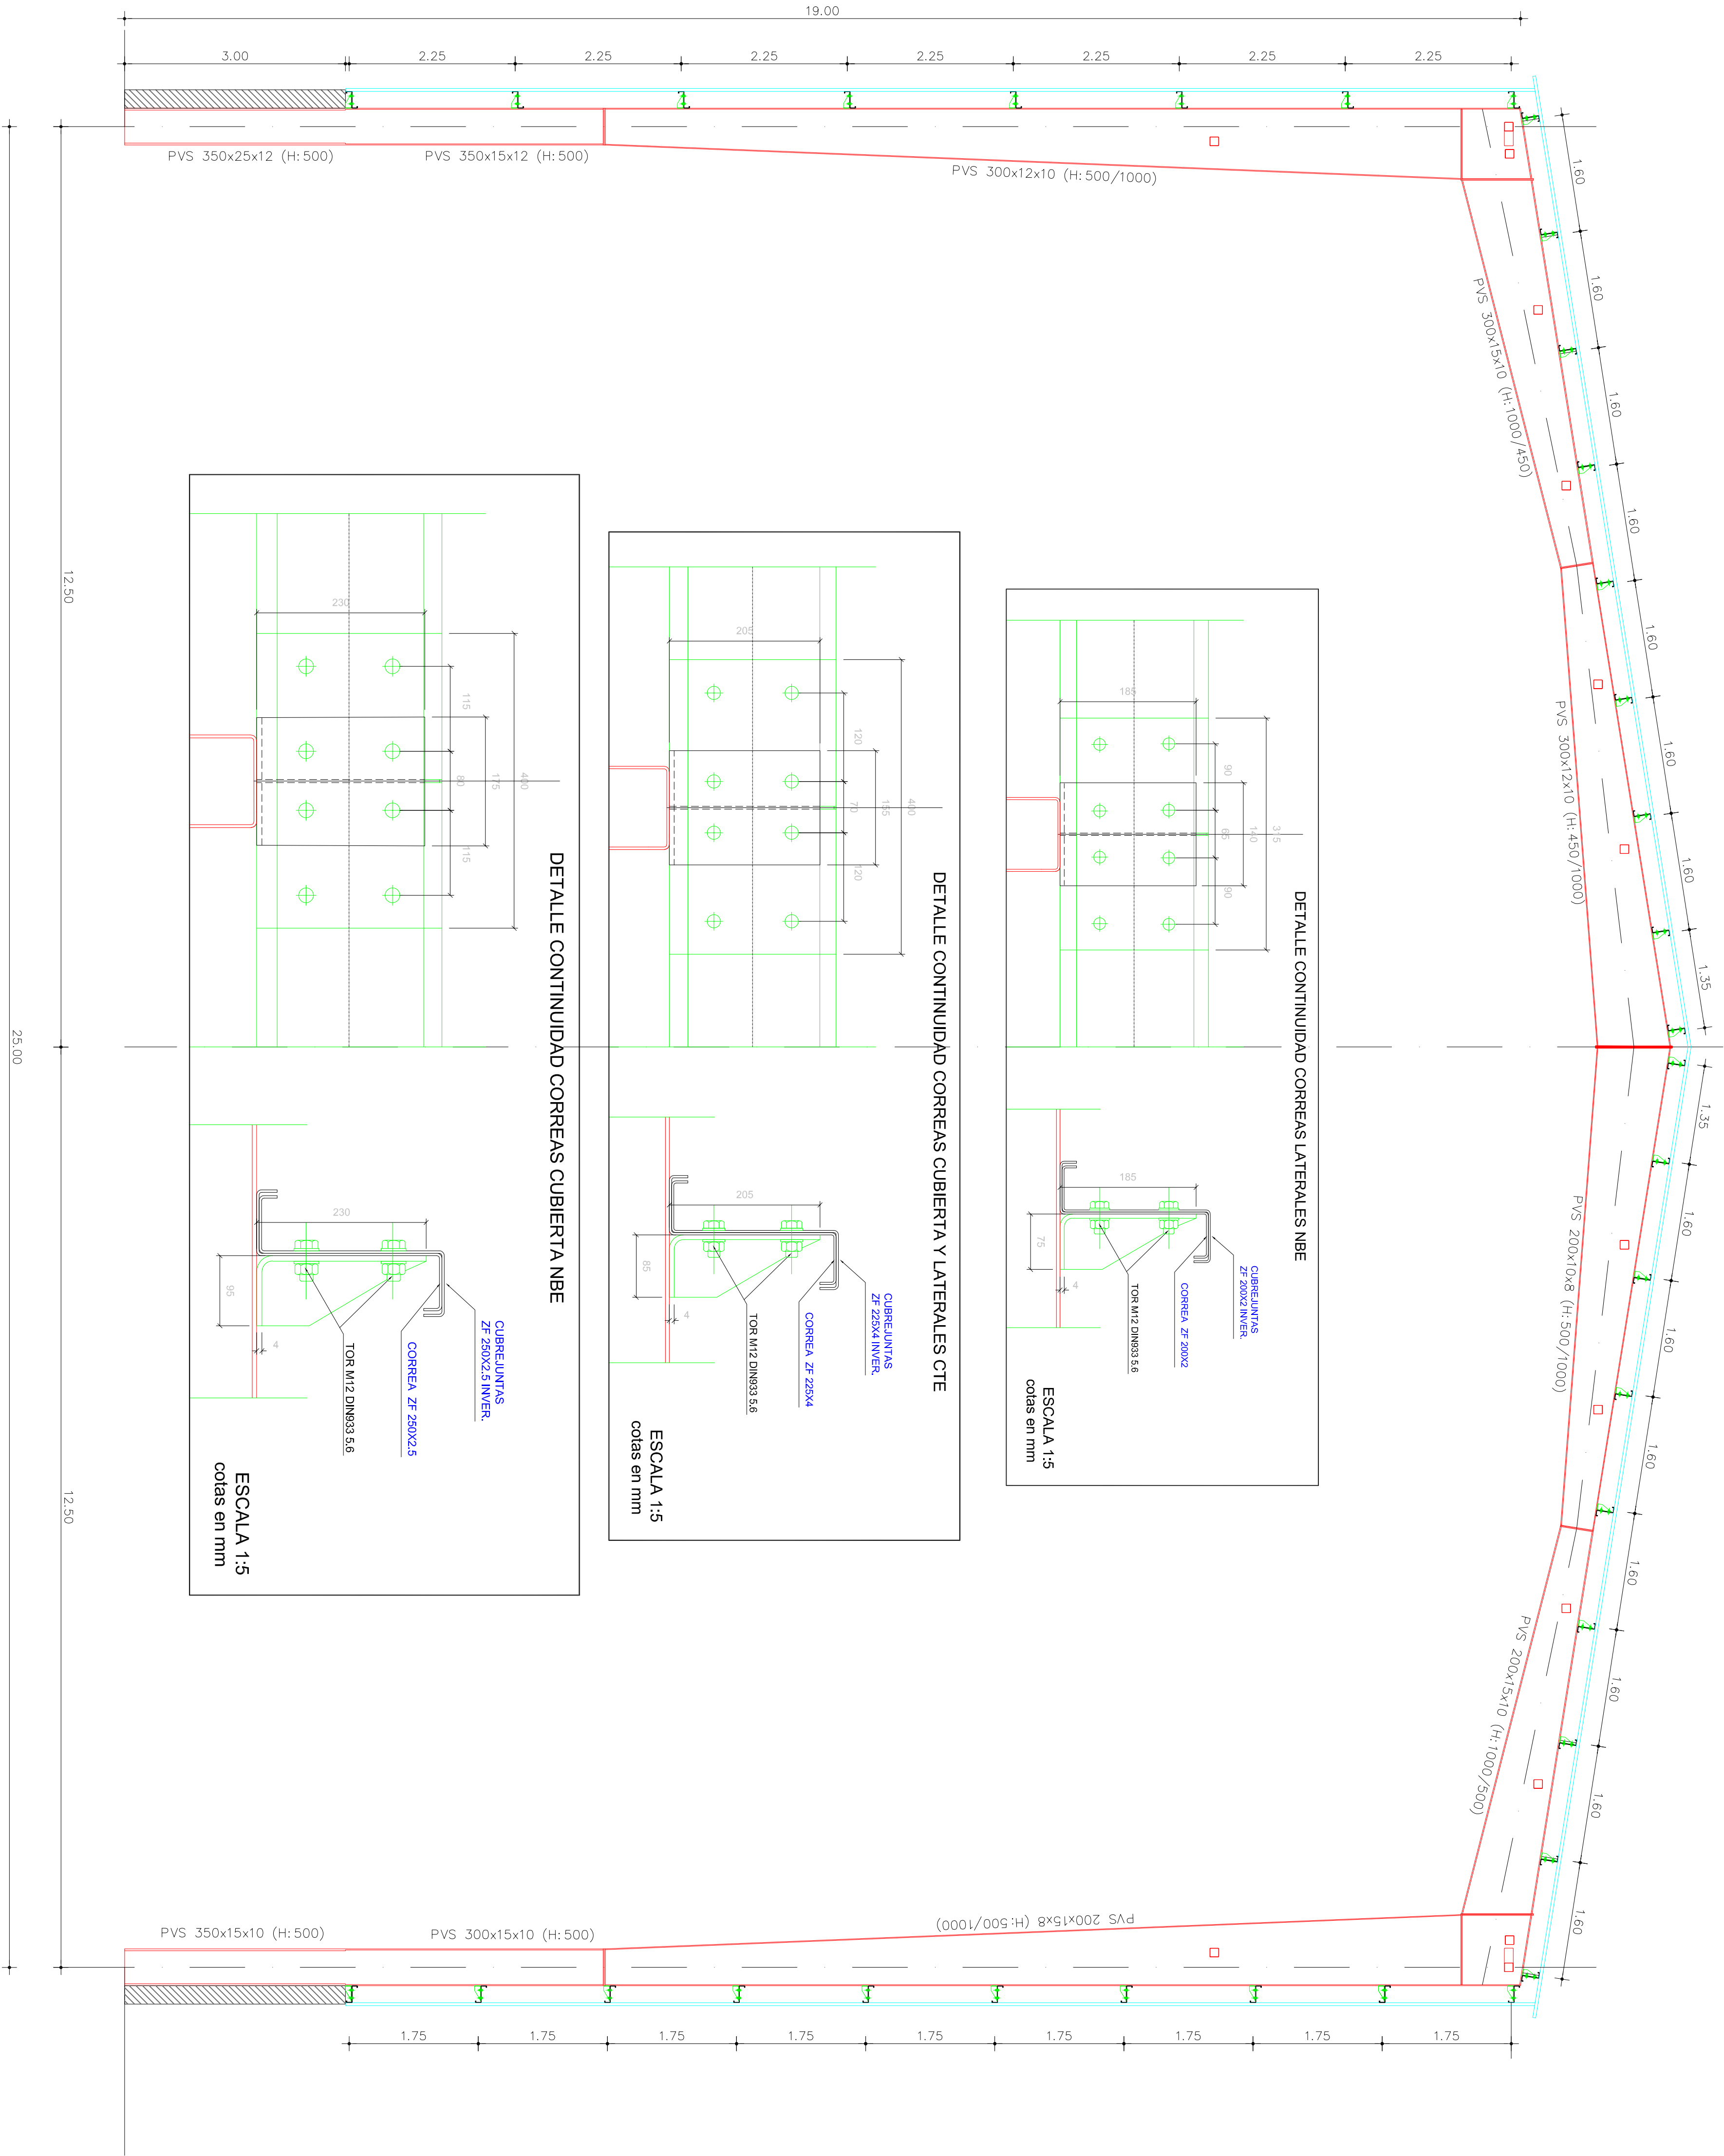 19.00
3.00
2.25
2.25
2.25
2.25
2.25
2.25
2.25
PVS 350x25x12 (H:500)
PVS 350x15x12 (H:500)
PVS 300x12x10 (H:500/1000)
1.60
1.60
1.60
1.60
1.60
1.60
1.60
1.35
PVS 300x15x10 (H:1000/450)
PVS 300x12x10 (H:450/1000)
1.35
1.60
1.60
1.60
1.60
1.60
1.60
1.60
PVS 200x10x8 (H:500/1000)
PVS 200x15x10 (H:1000/500)
12.50
12.50
25.00
DETALLE CONTINUIDAD CORREAS LATERALES NBE
185
90
65
90
140
315
185
75
4
CUBREJUNTAS
ZF 200X2 INVER.
CORREA ZF 200X2
TOR M12 DIN933 5.6
ESCALA 1:5
cotas en mm
DETALLE CONTINUIDAD CORREAS CUBIERTA Y LATERALES CTE
205
120
70
120
155
400
205
85
4
CUBREJUNTAS
ZF 225X4 INVER.
CORREA ZF 225X4
TOR M12 DIN933 5.6
ESCALA 1:5
cotas en mm
DETALLE CONTINUIDAD CORREAS CUBIERTA NBE
230
115
80
115
175
400
230
95
4
CUBREJUNTAS
ZF 250X2.5 INVER.
CORREA ZF 250X2.5
TOR M12 DIN933 5.6
ESCALA 1:5
cotas en mm
PVS 350x15x10 (H:500)
PVS 300x15x10 (H:500)
PVS 200x15x8 (H:500/1000)
1.75
1.75
1.75
1.75
1.75
1.75
1.75
1.75
1.75